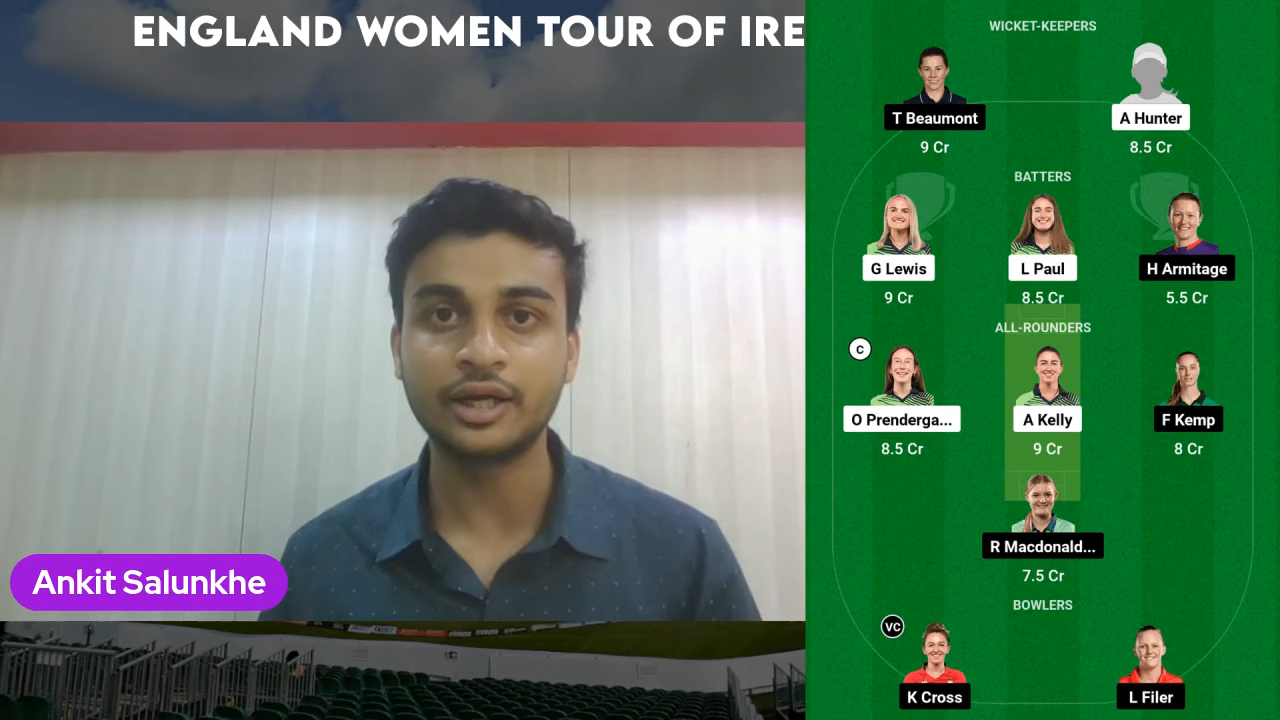 ENGLAND WOMEN TOUR OF IRE
Ankit Salunkhe
WICKET-KEEPERS
T Beaumont
A Hunter
9 Cr
8.5 Cr
BATTERS
G Lewis
L Paul
H Armitage
9 Cr
8.5 Cr
5.5 Cr
ALL-ROUNDERS
C
O Prenderga...
A Kelly
F Kemp
8.5 Cr
9 Cr
8 Cr
R Macdonald...
7.5 Cr
BOWLERS
VC
K Cross
L Filer